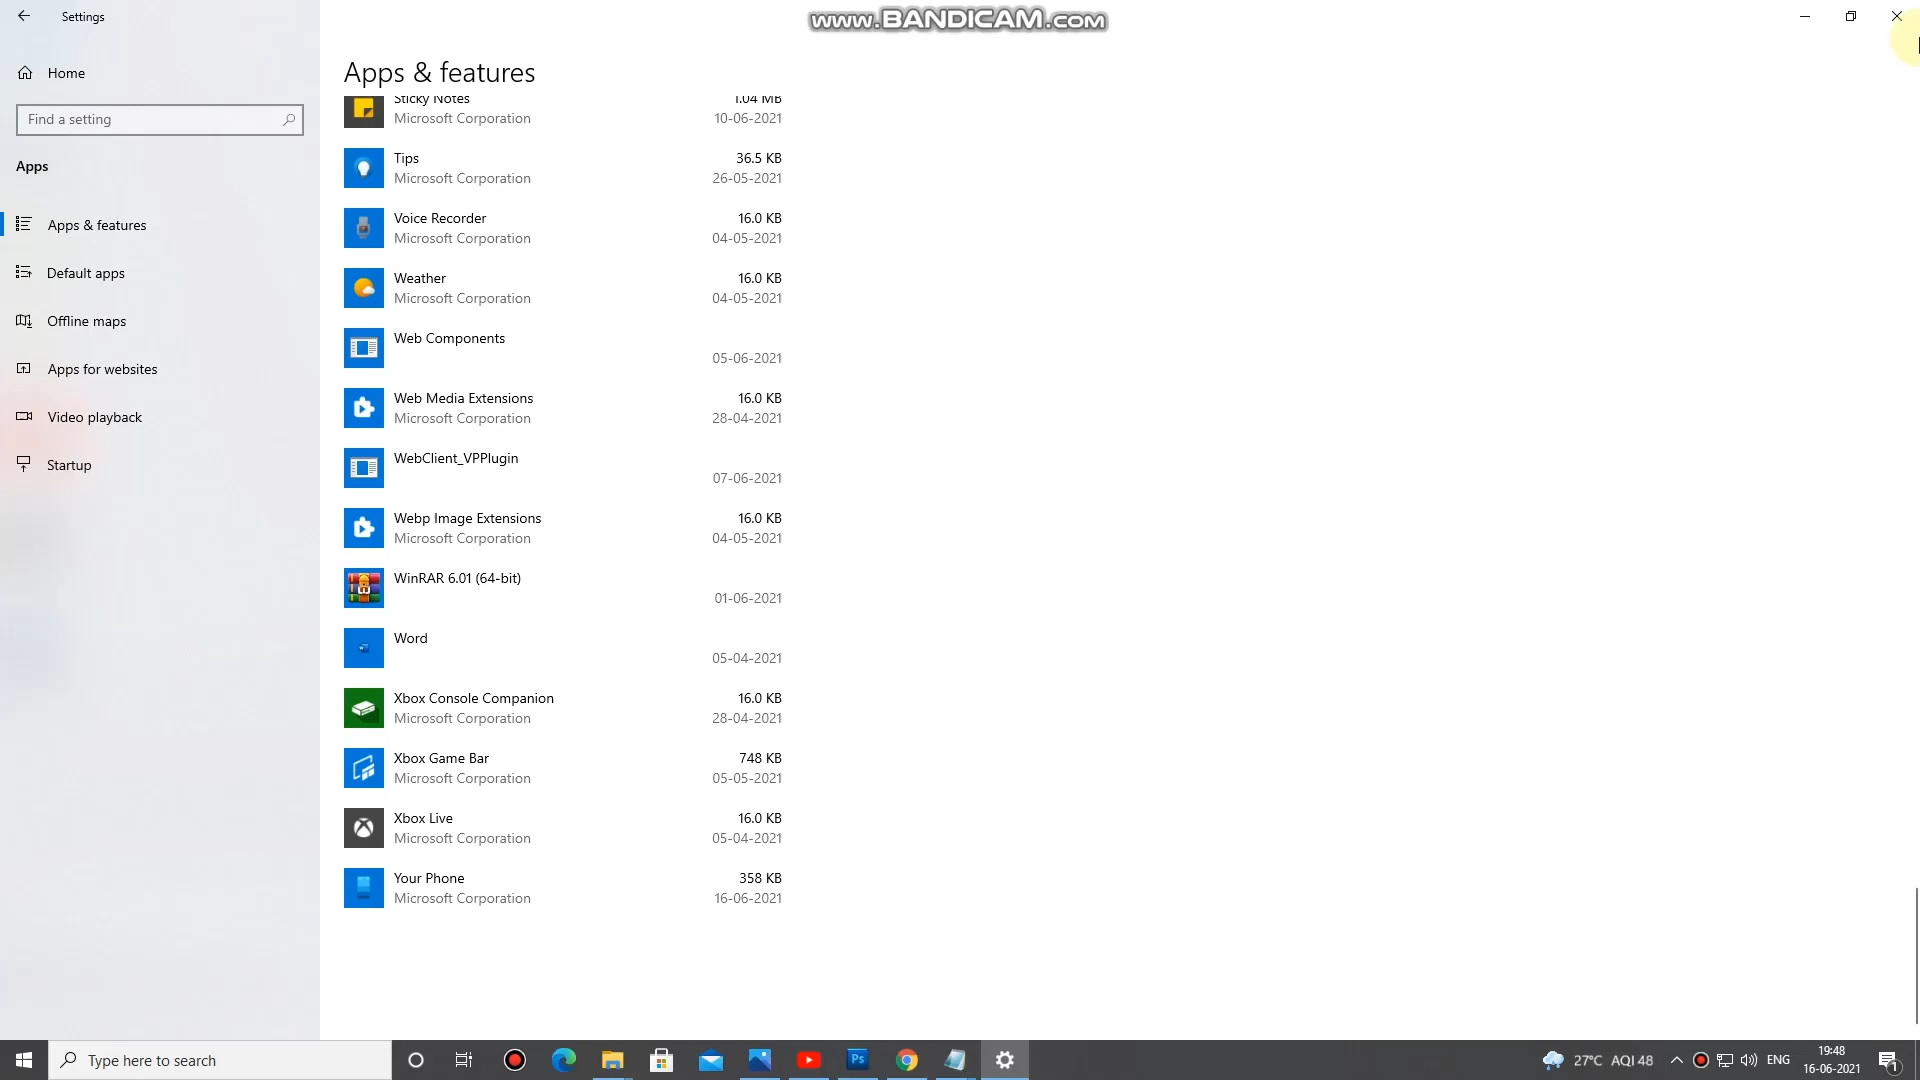 Settings
www.BANDICAM.com
Home
Find a setting
Apps
Apps & features
Default apps
Offline maps
Apps for websites
Video playback
Startup
Apps & features
Sticky Notes 1.04 MB
Microsoft Corporation 10-06-2021
Tips 36.5 KB
Microsoft Corporation 26-05-2021
Voice Recorder 16.0 KB
Microsoft Corporation 04-05-2021
Weather 16.0 KB
Microsoft Corporation 04-05-2021
Web Components
05-06-2021
Web Media Extensions 16.0 KB
Microsoft Corporation 28-04-2021
WebClient_VPPlugin
07-06-2021
Webp Image Extensions 16.0 KB
Microsoft Corporation 04-05-2021
WinRAR 6.01 (64-bit)
01-06-2021
Word
05-04-2021
Xbox Console Companion 16.0 KB
Microsoft Corporation 28-04-2021
Xbox Game Bar 748 KB
Microsoft Corporation 05-05-2021
Xbox Live 16.0 KB
Microsoft Corporation 05-04-2021
Your Phone 358 KB
Microsoft Corporation 16-06-2021
Type here to search
Ps
27°C AQI 48
ENG
19:48
16-06-2021
1